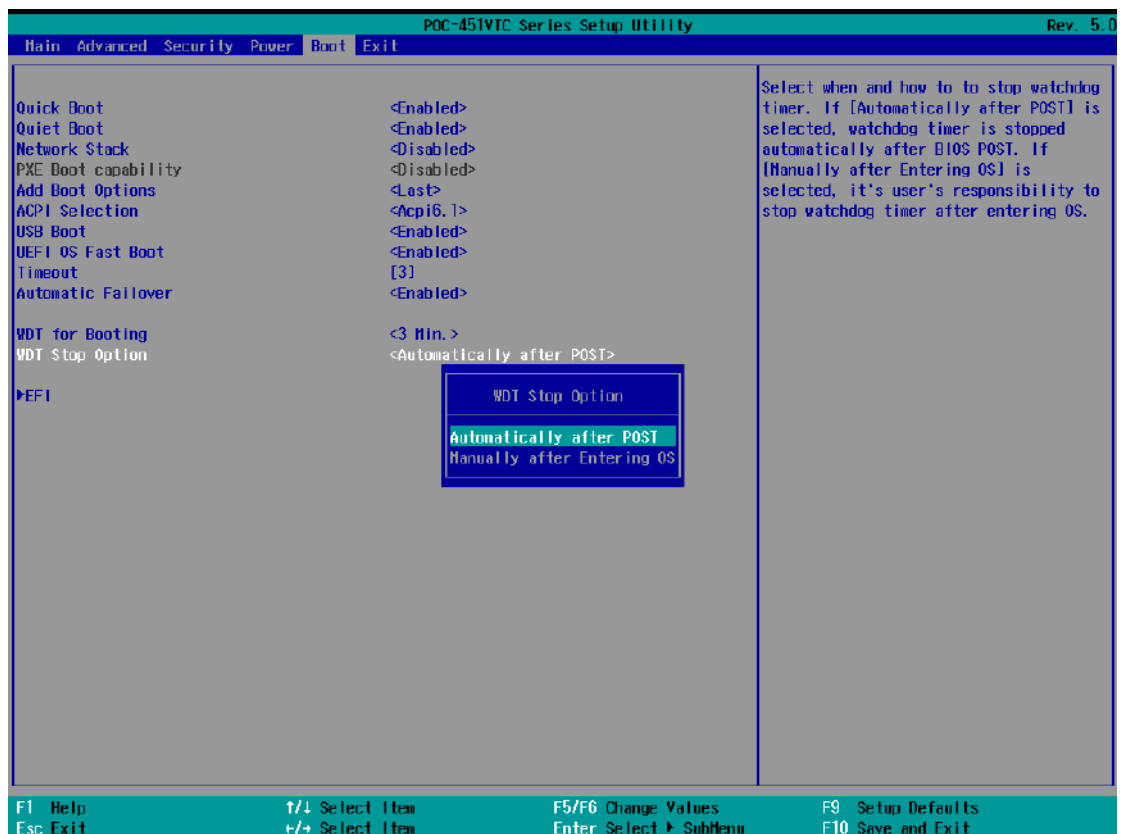 POC-451VTC Series Setup Utility Rev. 5.0
Main Advanced Security Power Boot Exit
Quick Boot <Enabled>
Quiet Boot <Enabled>
Network Stack <Disabled>
PXE Boot capability <Disabled>
Add Boot Options <Last>
ACPI Selection <Acpi6.1>
USB Boot <Enabled>
UEFI OS Fast Boot <Enabled>
Timeout [3]
Automatic Failover <Enabled>
WDT for Booting <3 Min.>
WDT Stop Option <Automatically after POST>
▶EFI
WDT Stop Option
Automatically after POST
Manually after Entering OS
Select when and how to to stop watchdog
timer. If [Automatically after POST] is
selected, watchdog timer is stopped
automatically after BIOS POST. If
[Manually after Entering OS] is
selected, it's user's responsibility to
stop watchdog timer after entering OS.
F1 Help ↑/↓ Select Item F5/F6 Change Values F9 Setup Defaults
Esc Exit ←/→ Select Item Enter Select ▶ SubMenu F10 Save and Exit